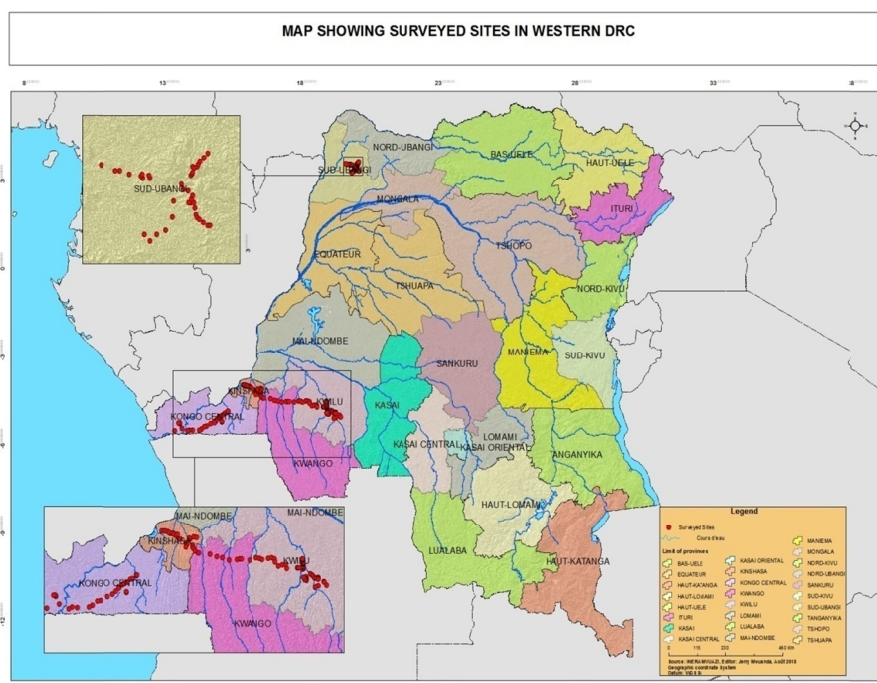 MAP SHOWING SURVEYED SITES IN WESTERN DRC
8
13
18
23
28
33
NORD-UBANGI
BAS-UELE
HAUT-UELE
SUD-UBANGI
SUD-UBANGI
MONGALA
ITURI
TSHOPO
EQUATEUR
TSHUAPA
NORD-KIVU
MAI-NDOMBE
MANIEMA
SUD-KIVU
SANKURU
KINSHASA
KWILU
KASAI
KONGO CENTRAL
LOMAMI
KASAI CENTRAL
KASAI ORIENTAL
ANGANYIKA
KWANGO
HAUT-LOMAMI
MAI-NDOMBE
MAI-NDOMBE
KINSHASA
LUALABA
HAUT-KATANGA
KWILU
KONGO CENTRAL
KWANGO
Legend
Surveyed Sites
Cours d'eau
Limit of provinces
BAS-UELE
EQUATEUR
HAUT-KATANGA
HAUT-LOMAMI
HAUT-UELE
ITURI
KASAI
KASAI CENTRAL
KASAI ORIENTAL
KINSHASA
KONGO CENTRAL
KWANGO
KWILU
LOMAMI
LUALABA
MAI-NDOMBE
MANIEMA
MONGALA
NORD-KIVU
NORD-UBANGI
SANKURU
SUD-KIVU
SUD-UBANGI
TANGANYIKA
TSHOPO
TSHUAPA
Geographic coordinate system